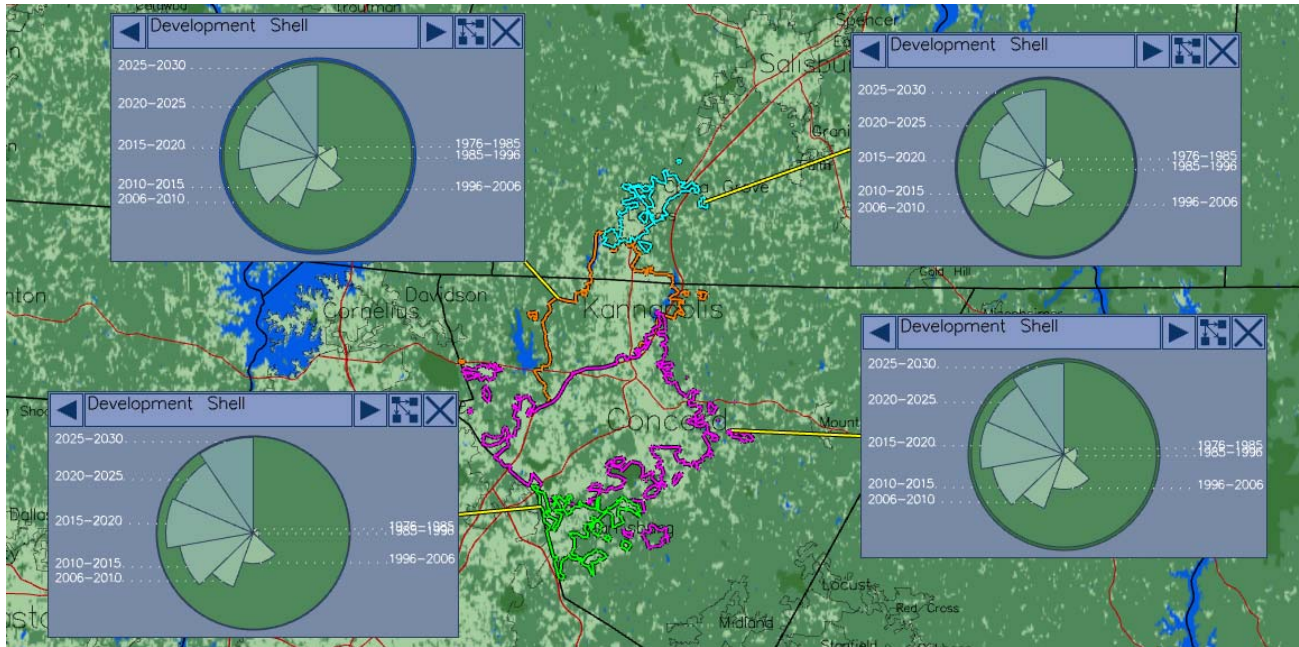 Troutman
Spencer
Development Shell
2025-2030
2020-2025
2015-2020
2010-2015
2006-2010
1976-1985
1985-1996
1996-2006
Development Shell
2025-2030
2020-2025
2015-2020
2010-2015
2006-2010
1976-1985
1985-1996
1996-2006
Gold Hill
Davidson
Cornelius
Kannapolis
Development Shell
2025-2030
2020-2025
2015-2020
2010-2015
2006-2010
1976-1985
1985-1996
1996-2006
Concord
Mount
Development Shell
2025-2030
2020-2025
2015-2020
2010-2015
2006-2010
1976-1985
1985-1996
1996-2006
Locust
Red Cross
Midland
Stanfield